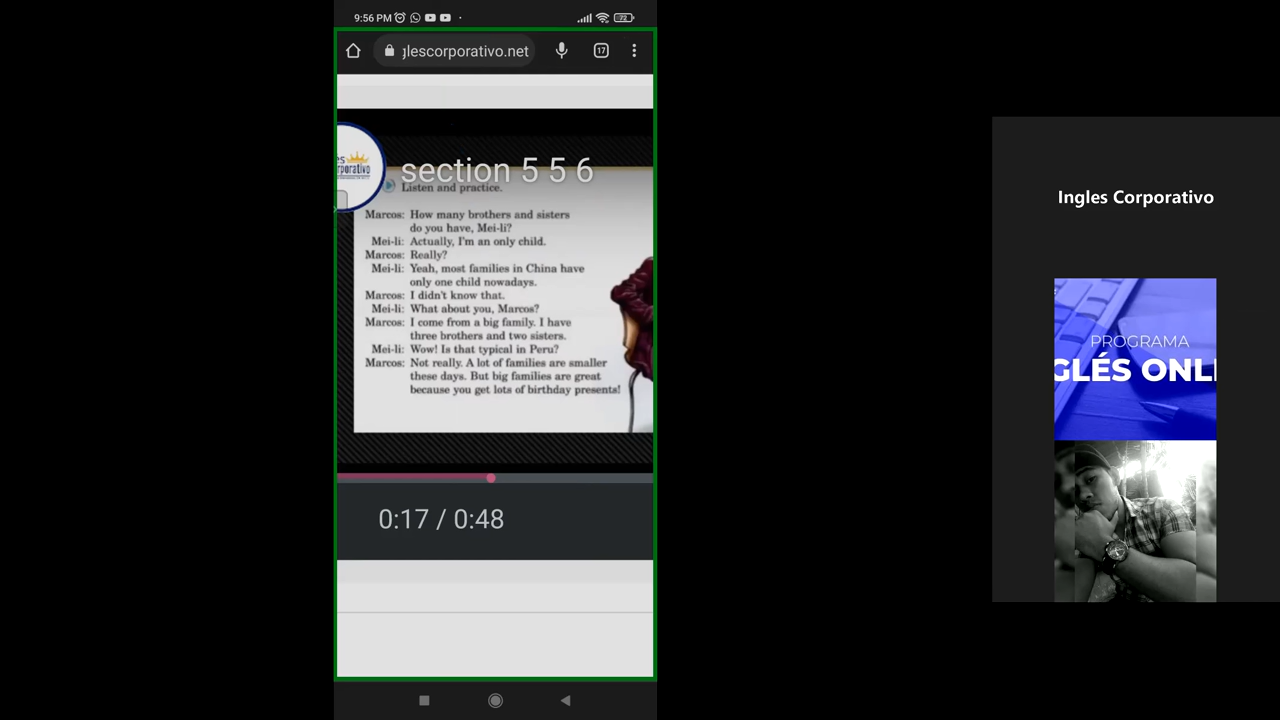 9:56 PM
72
glescorporativo.net
17
es
rporativo
section 5 5 6
Listen and practice.
Marcos: How many brothers and sisters
do you have, Mei-li?
Mei-li: Actually, I'm an only child.
Marcos: Really?
Mei-li: Yeah, most families in China have
only one child nowadays.
Marcos: I didn't know that.
Mei-li: What about you, Marcos?
Marcos: I come from a big family. I have
three brothers and two sisters.
Mei-li: Wow! Is that typical in Peru?
Marcos: Not really. A lot of families are smaller
these days. But big families are great
because you get lots of birthday presents!
0:17 / 0:48
Ingles Corporativo
PROGRAMA
GLÉS ONLI